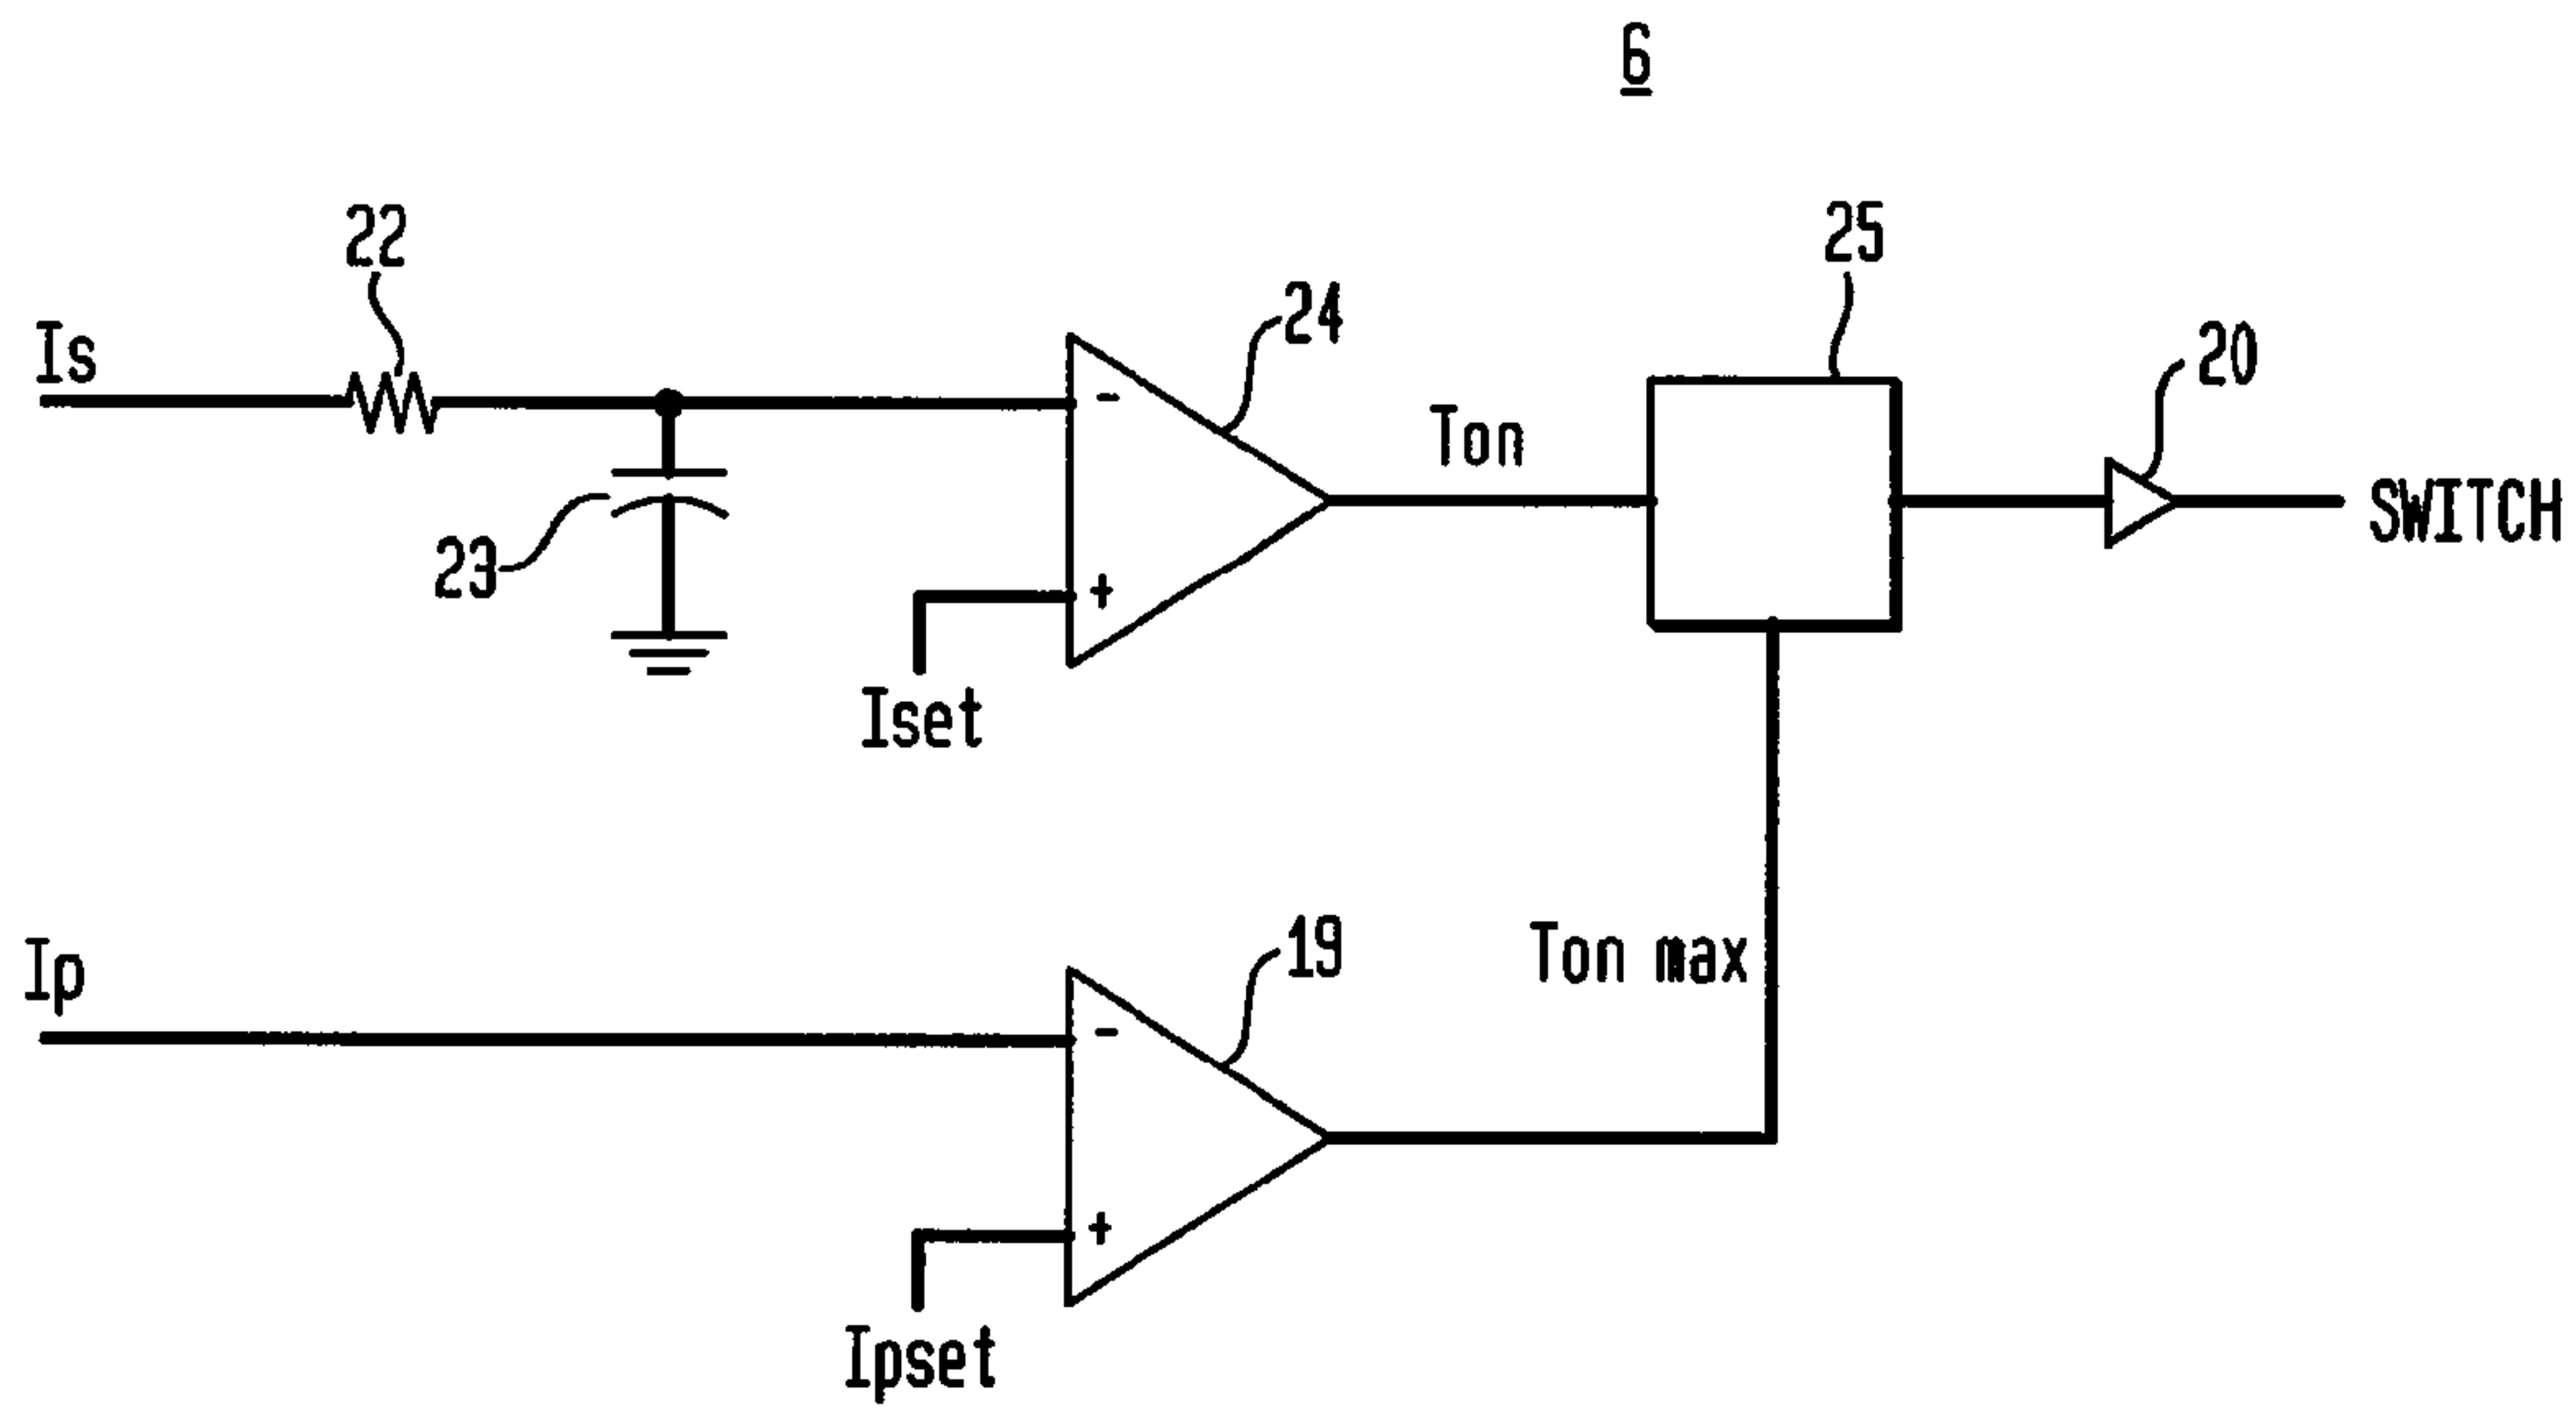 6
22
25
24
Is
20
Ton
-
SWITCH
23
+
Iset
19
Ip
Ton max
-
+
Ipset